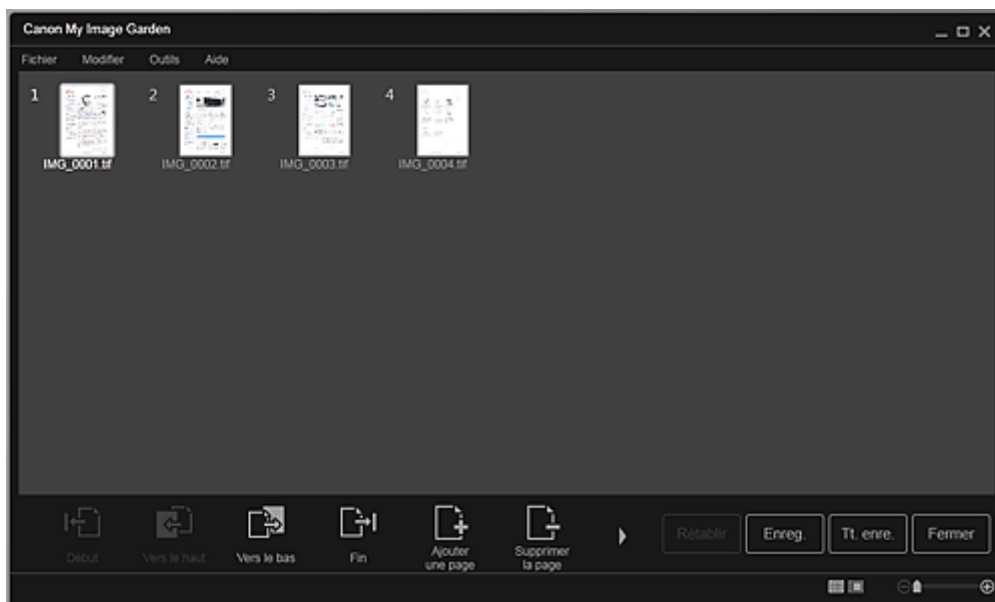 Canon My Image Garden
Fichier Modifier Outils Aide
1 2 3 4
IMG_0001.tif IMG_0002.tif IMG_0003.tif IMG_0004.tif
Début Vers le haut Vers le bas Fin Ajouter une page Supprimer la page Rétablir Enreg. Tt. enre. Fermer